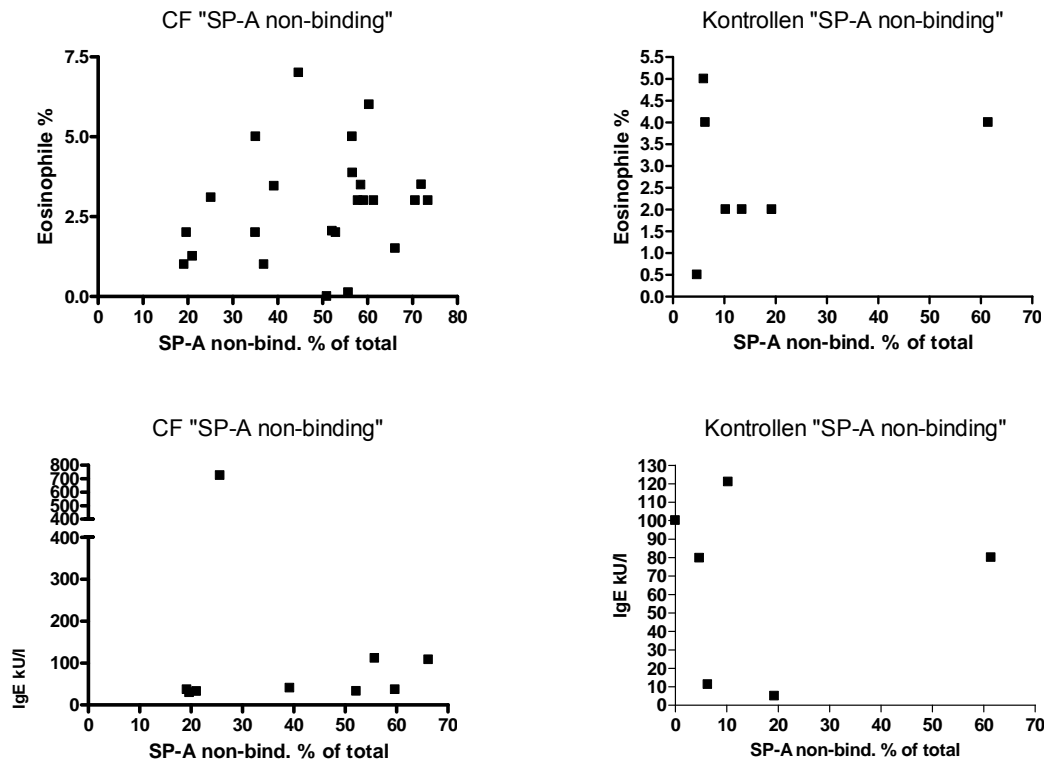 CF "SP-A non-binding"
7.5
5.0
2.5
0.0
Eosinophile %
0 10 20 30 40 50 60 70 80
SP-A non-bind. % of total
Kontrollen "SP-A non-binding"
5.5
5.0
4.5
4.0
3.5
3.0
2.5
2.0
1.5
1.0
0.5
0.0
Eosinophile %
0 10 20 30 40 50 60 70
SP-A non-bind. % of total
CF "SP-A non-binding"
800
700
600
500
400
400
300
200
100
0
IgE kU/l
0 10 20 30 40 50 60 70
SP-A non-bind. % of total
Kontrollen "SP-A non-binding"
130
120
110
100
90
80
70
60
50
40
30
20
10
0
IgE kU/l
0 10 20 30 40 50 60 70
SP-A non-bind. % of total